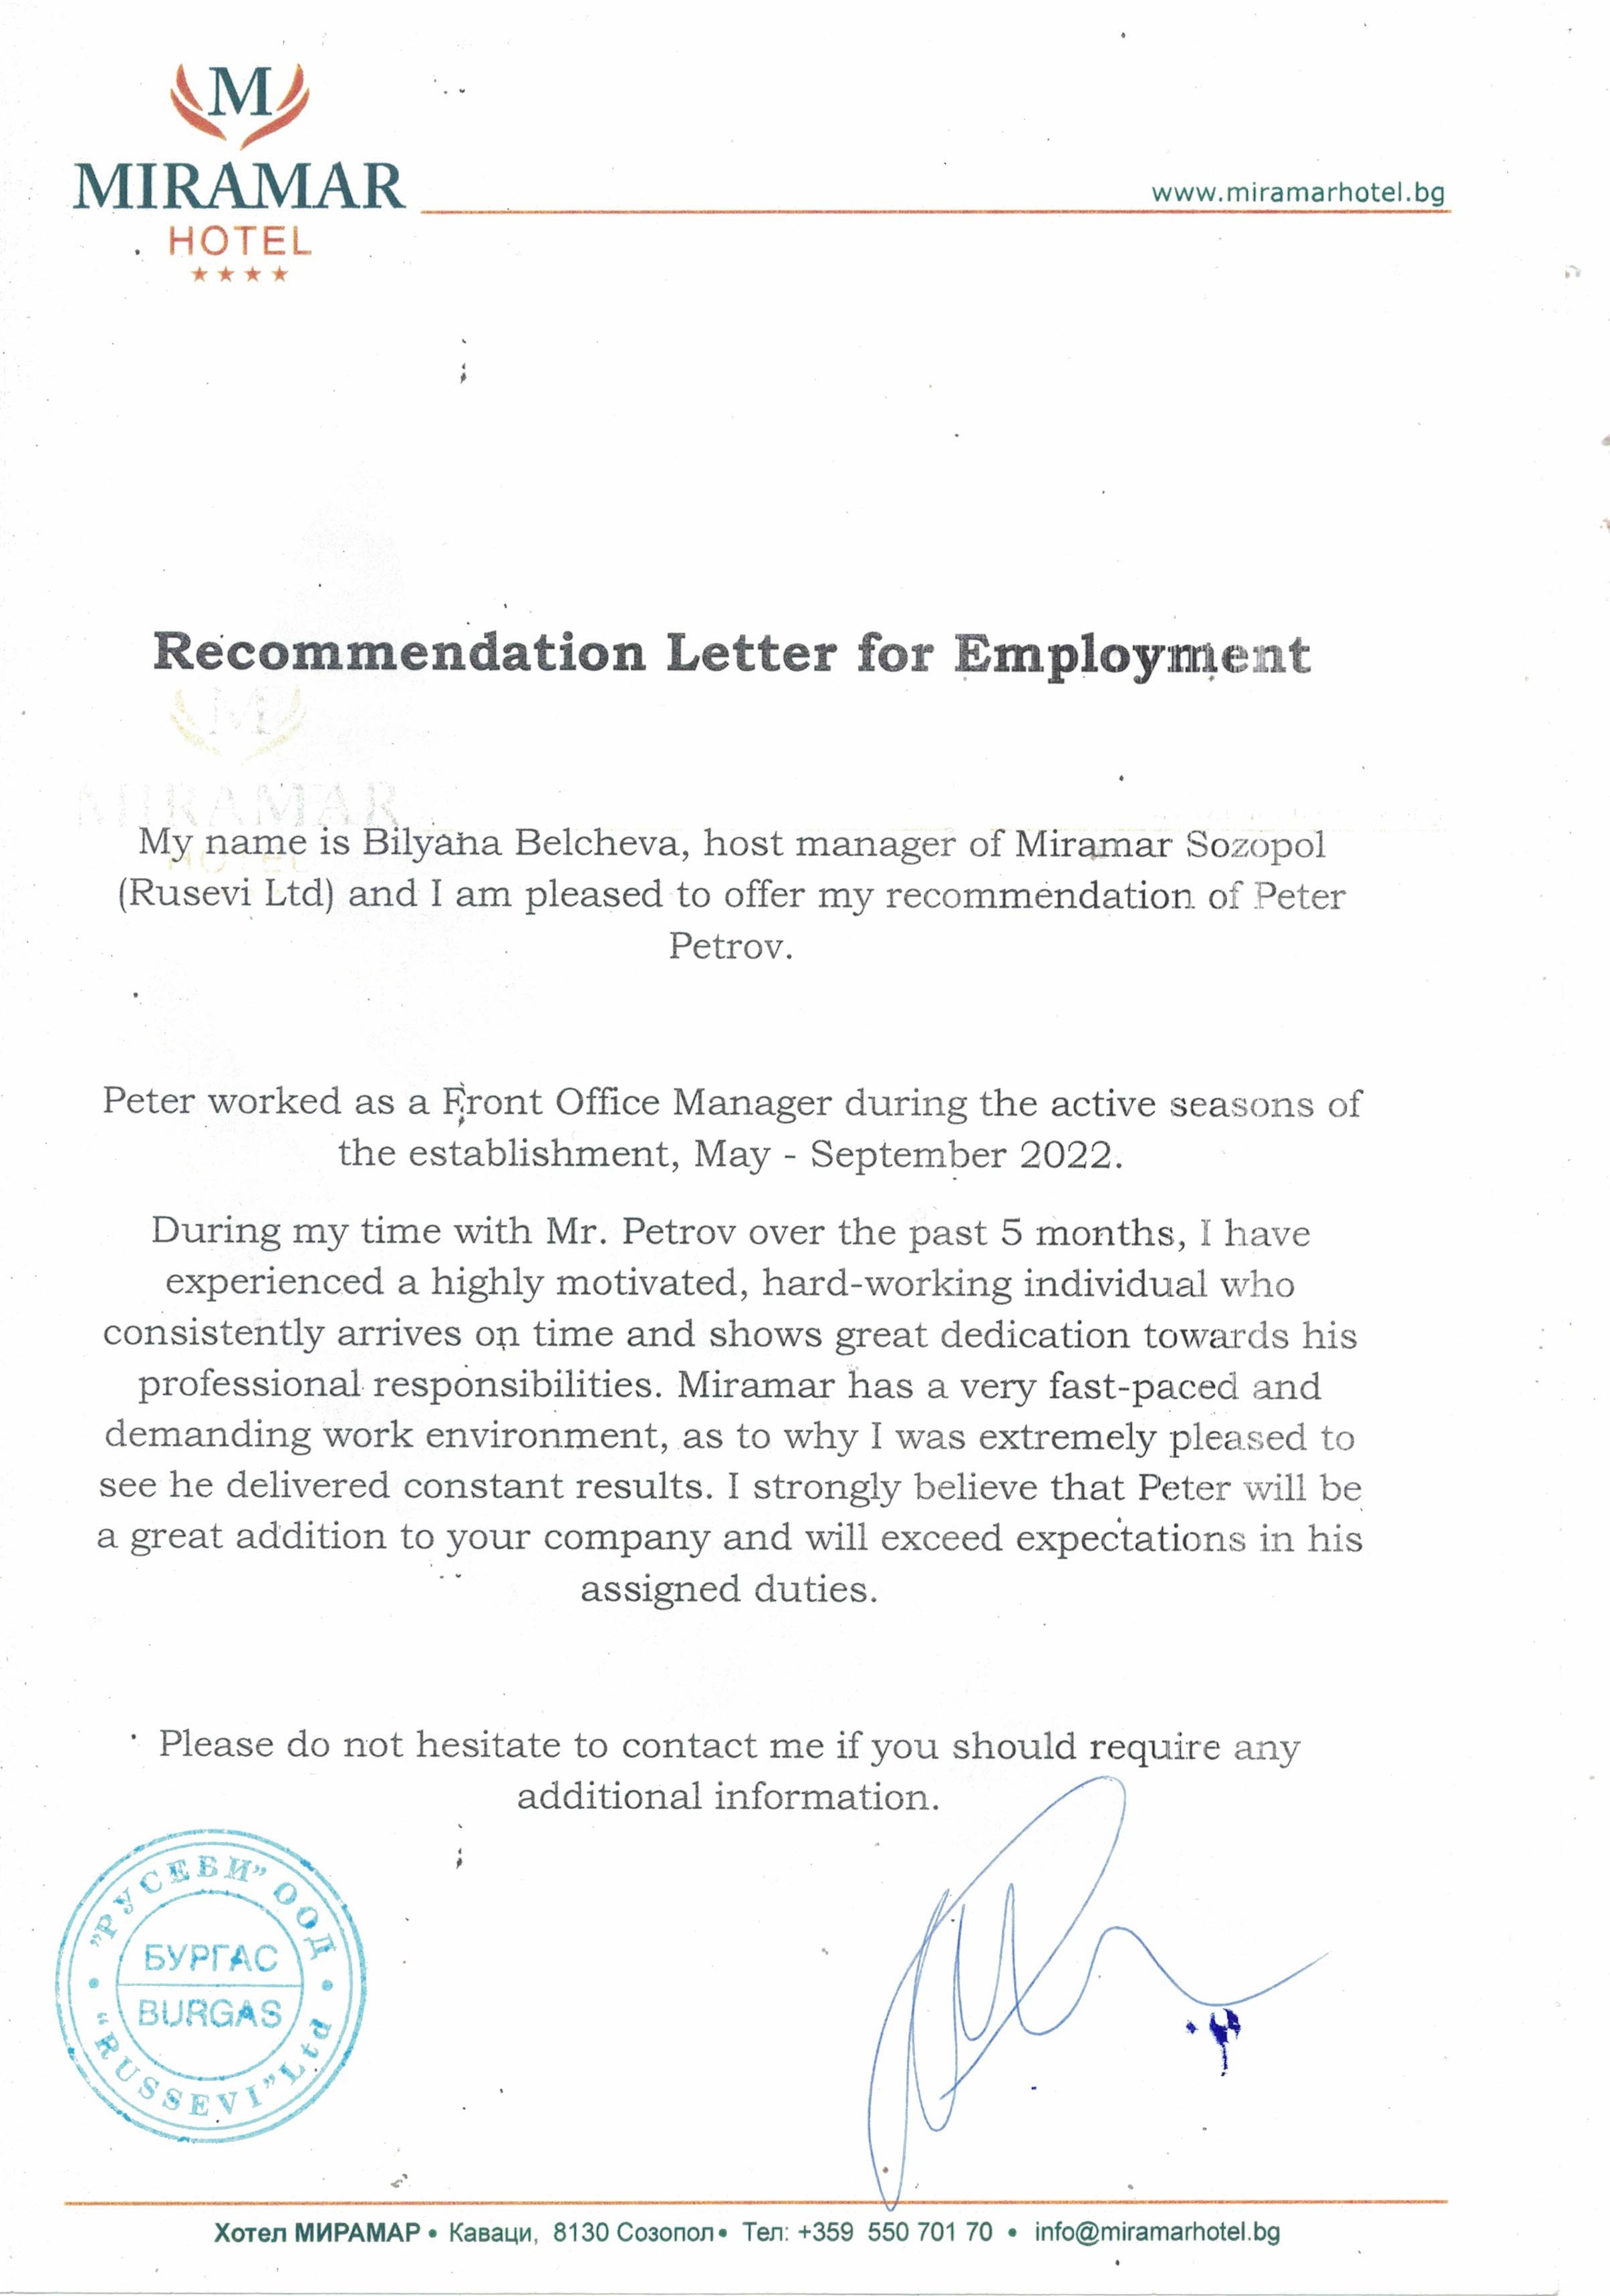 M
MIRAMAR
HOTEL
www.miramarhotel.bg
Recommendation Letter for Employment
M
MIRAMAR
HOTEL
My name is Bilyana Belcheva, host manager of Miramar Sozopol
(Rusevi Ltd) and I am pleased to offer my recommendation of Peter
Petrov.
Peter worked as a Front Office Manager during the active seasons of
the establishment, May - September 2022.
During my time with Mr. Petrov over the past 5 months, I have
experienced a highly motivated, hard-working individual who
consistently arrives on time and shows great dedication towards his
professional responsibilities. Miramar has a very fast-paced and
demanding work environment, as to why I was extremely pleased to
see he delivered constant results. I strongly believe that Peter will be
a great addition to your company and will exceed expectations in his
assigned duties.
Please do not hesitate to contact me if you should require any
additional information.
"РУСЕВИ" ООД
БУРГАС
BURGAS
"RUSSEVI" Ltd
Хотел МИРАМАР • Каваци, 8130 Созопол • Тел: +359 550 701 70 • info@miramarhotel.bg